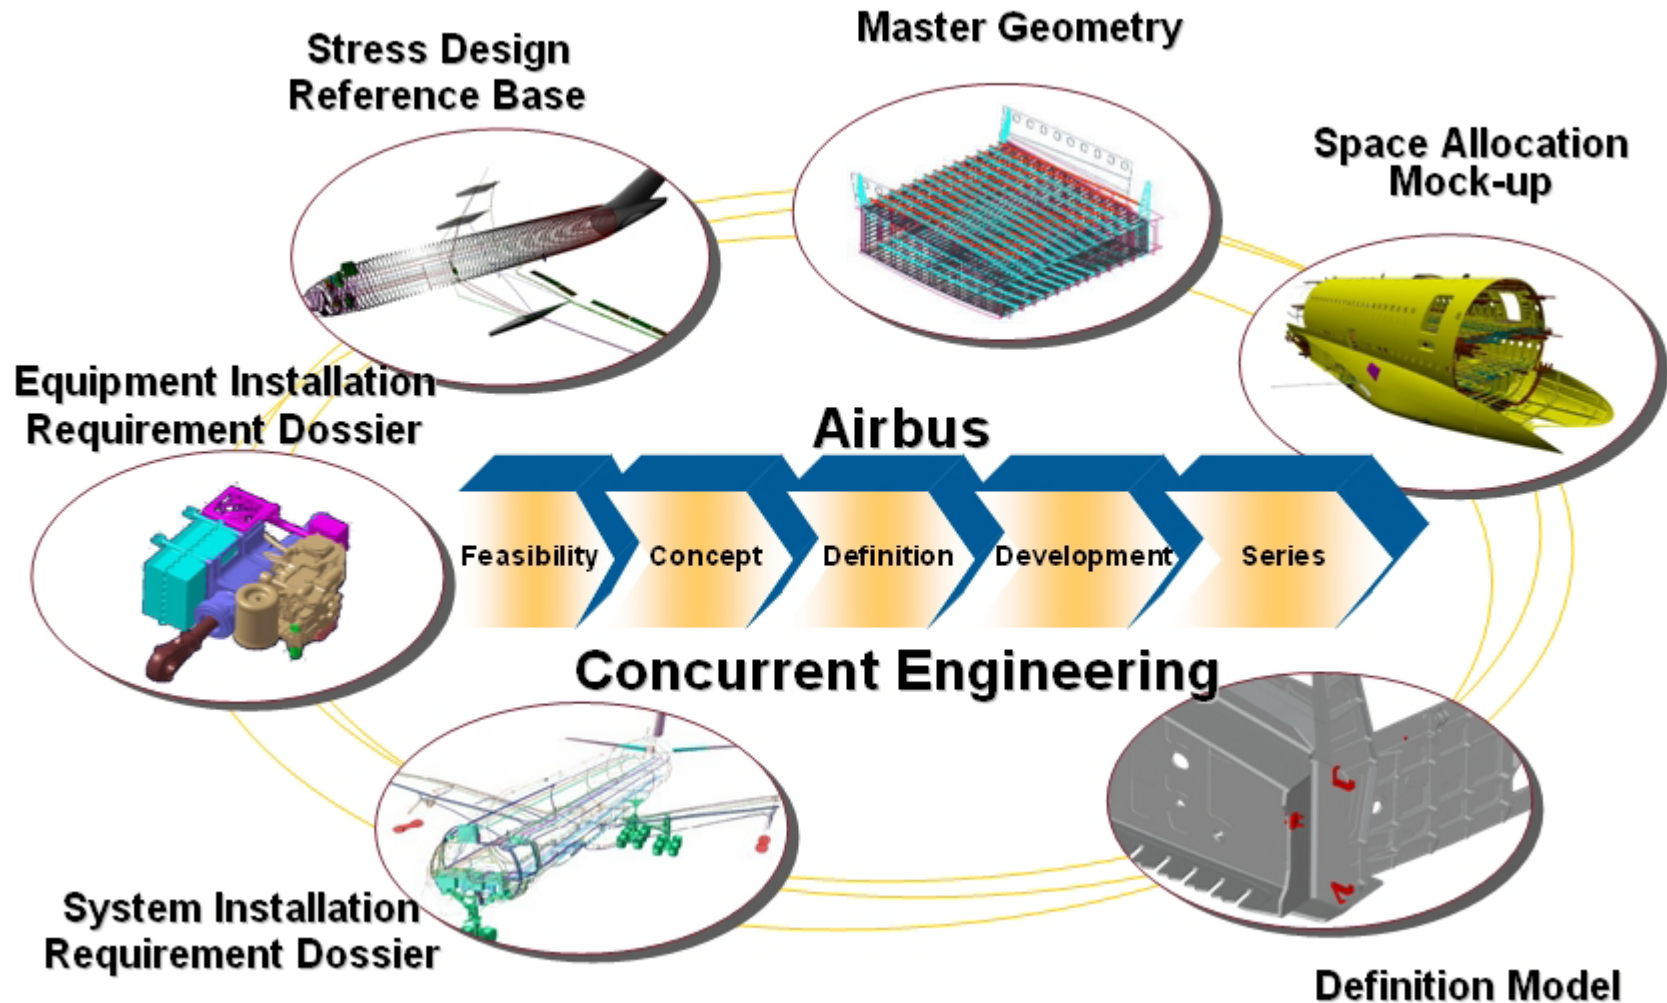 Master Geometry
Stress Design
Reference Base
Space Allocation
Mock-up
Equipment Installation
Requirement Dossier
Airbus
Feasibility
Concept
Definition
Development
Series
Concurrent Engineering
System Installation
Requirement Dossier
Definition Model